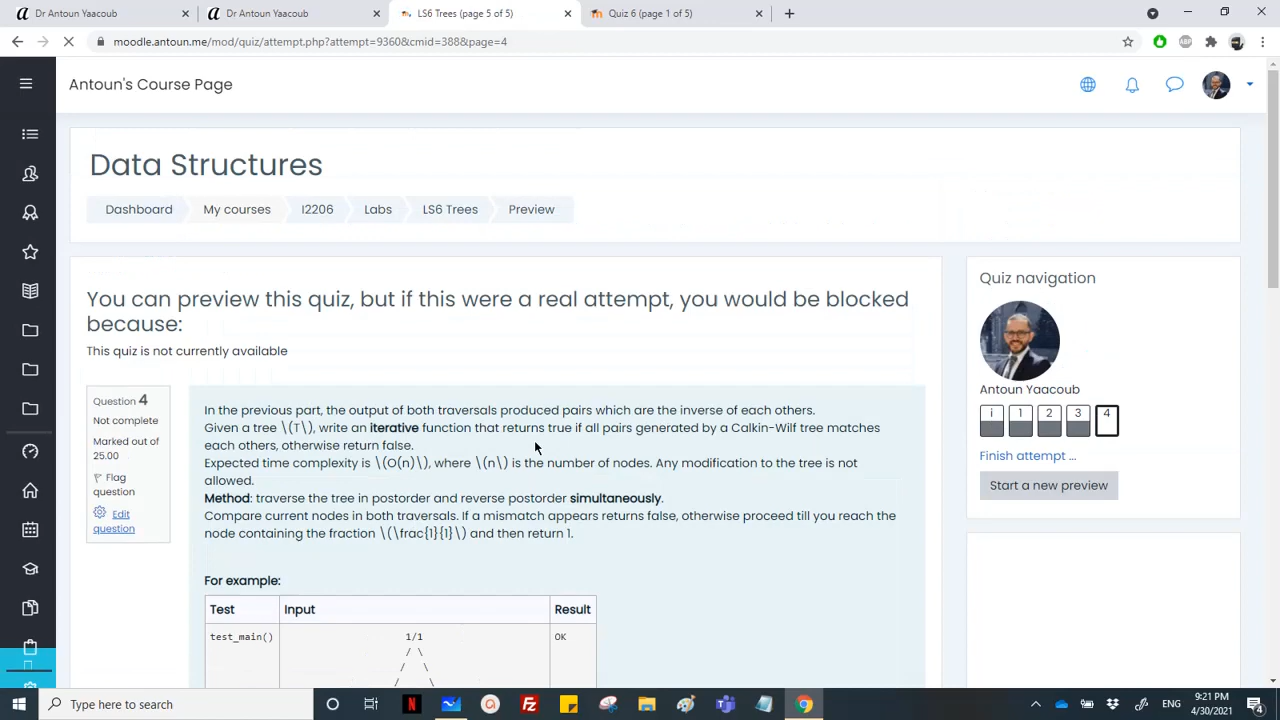 Dr Antoun Yaacoub
Dr Antoun Yaacoub
LS6 Trees (page 5 of 5)
Quiz 6 (page 1 of 5)
moodle.antoun.me/mod/quiz/attempt.php?attempt=9360&cmid=388&page=4
ABP
Antoun's Course Page
Data Structures
Dashboard
My courses
I2206
Labs
LS6 Trees
Preview
You can preview this quiz, but if this were a real attempt, you would be blocked
because:
This quiz is not currently available
Question 4
Not complete
Marked out of
25.00
Flag
question
Edit
question
In the previous part, the output of both traversals produced pairs which are the inverse of each others.
Given a tree \(T\), write an iterative function that returns true if all pairs generated by a Calkin-Wilf tree matches
each others, otherwise return false.
Expected time complexity is \(O(n)\), where \(n\) is the number of nodes. Any modification to the tree is not
allowed.
Method: traverse the tree in postorder and reverse postorder simultaneously.
Compare current nodes in both traversals. If a mismatch appears returns false, otherwise proceed till you reach the
node containing the fraction \(\frac{1}{1}\) and then return 1.
For example:
Test
Input
Result
test_main()
1/1
/ \
/ \
/ \
OK
Quiz navigation
Antoun Yaacoub
i
1
2
3
4
Finish attempt ...
Start a new preview
Type here to search
ENG
9:21 PM
4/30/2021
4